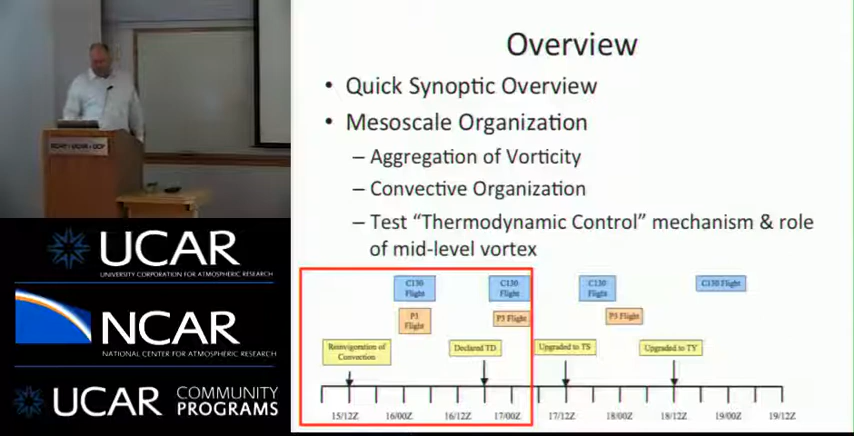 Overview
• Quick Synoptic Overview
• Mesoscale Organization
– Aggregation of Vorticity
– Convective Organization
– Test “Thermodynamic Control” mechanism & role
of mid-level vortex
C130
Flight
C130
Flight
C130
Flight
C130 Flight
P3
Flight
P3 Flight
P3 Flight
Reinvigoration of
Convection
Declared TD
Upgraded to TS
Upgraded to TY
15/12Z
16/00Z
16/12Z
17/00Z
17/12Z
18/00Z
18/12Z
19/00Z
19/12Z
NCAR • UCAR • UCP
UCAR
UNIVERSITY CORPORATION FOR ATMOSPHERIC RESEARCH
NCAR
NATIONAL CENTER FOR ATMOSPHERIC RESEARCH
UCAR
COMMUNITY
PROGRAMS